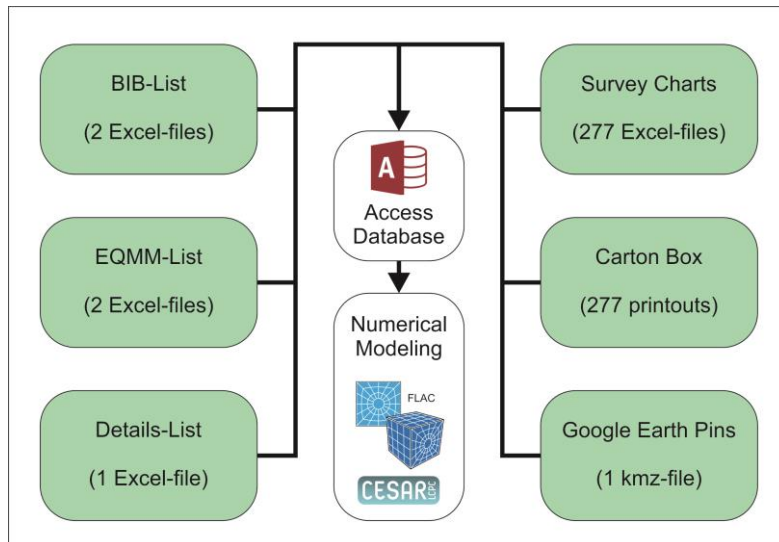 BIB-List
(2 Excel-files)
EQMM-List
(2 Excel-files)
Details-List
(1 Excel-file)
A
Access
Database
Numerical
Modeling
FLAC
CESAR
LCPC
Survey Charts
(277 Excel-files)
Carton Box
(277 printouts)
Google Earth Pins
(1 kmz-file)